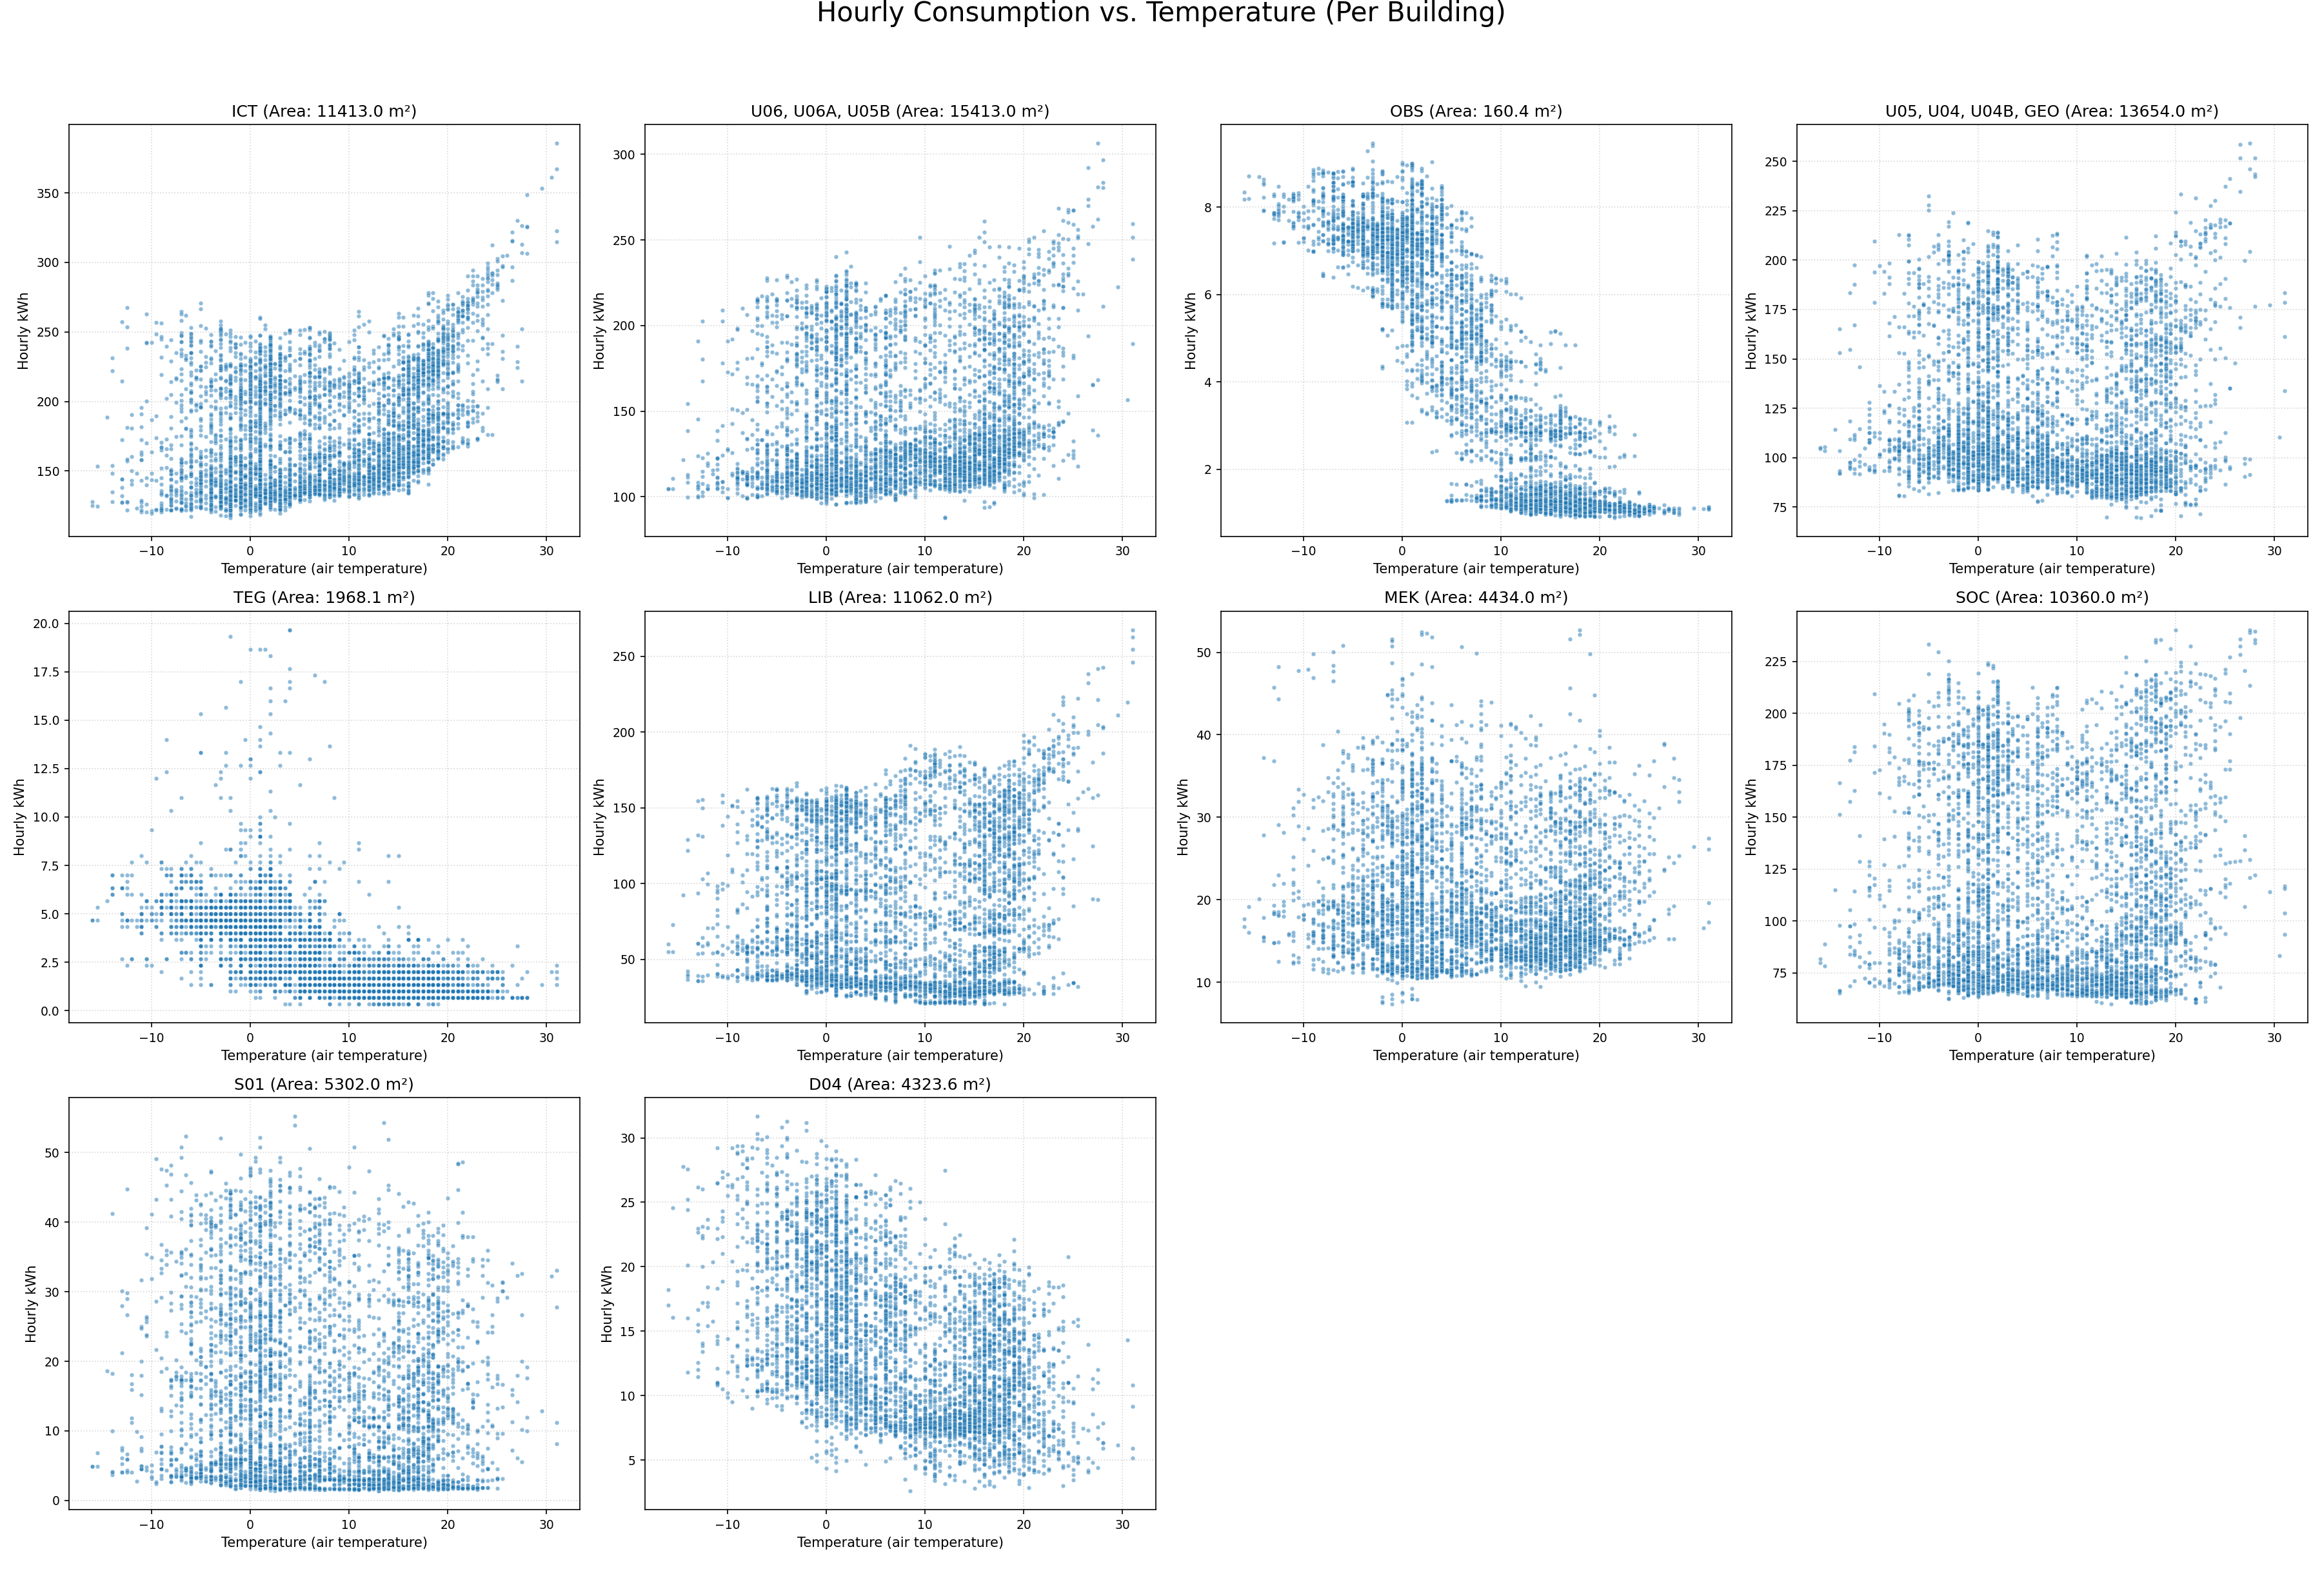 Hourly Consumption vs. Temperature (Per Building)
ICT (Area: 11413.0 m²)
Hourly kWh
350
300
250
200
150
−10 0 10 20 30
Temperature (air temperature)
U06, U06A, U05B (Area: 15413.0 m²)
Hourly kWh
300
250
200
150
100
−10 0 10 20 30
Temperature (air temperature)
OBS (Area: 160.4 m²)
Hourly kWh
8
6
4
2
−10 0 10 20 30
Temperature (air temperature)
U05, U04, U04B, GEO (Area: 13654.0 m²)
Hourly kWh
250
225
200
175
150
125
100
75
−10 0 10 20 30
Temperature (air temperature)
TEG (Area: 1968.1 m²)
Hourly kWh
20.0
17.5
15.0
12.5
10.0
7.5
5.0
2.5
0.0
−10 0 10 20 30
Temperature (air temperature)
LIB (Area: 11062.0 m²)
Hourly kWh
250
200
150
100
50
−10 0 10 20 30
Temperature (air temperature)
MEK (Area: 4434.0 m²)
Hourly kWh
50
40
30
20
10
−10 0 10 20 30
Temperature (air temperature)
SOC (Area: 10360.0 m²)
Hourly kWh
225
200
175
150
125
100
75
−10 0 10 20 30
Temperature (air temperature)
S01 (Area: 5302.0 m²)
Hourly kWh
50
40
30
20
10
0
−10 0 10 20 30
Temperature (air temperature)
D04 (Area: 4323.6 m²)
Hourly kWh
30
25
20
15
10
5
−10 0 10 20 30
Temperature (air temperature)